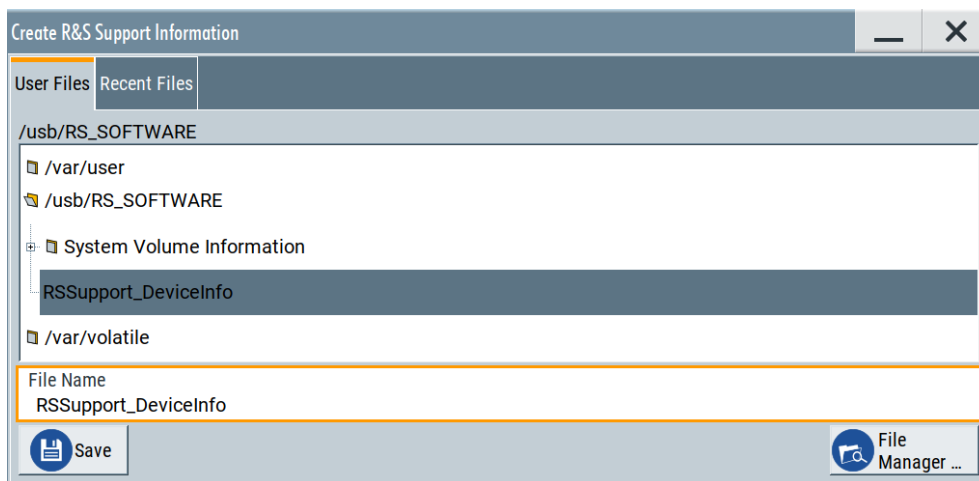 Create R&S Support Information
User Files Recent Files
/usb/RS_SOFTWARE
/var/user
/usb/RS_SOFTWARE
System Volume Information
RSSupport_DeviceInfo
/var/volatile
File Name
RSSupport_DeviceInfo
Save
File
Manager ...